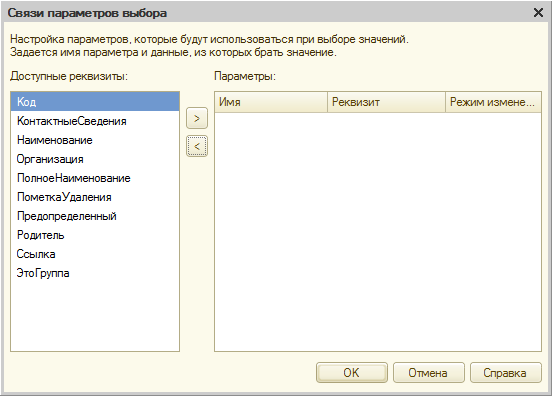 Связи параметров выбора
Настройка параметров, которые будут использоваться при выборе значений.
Задается имя параметра и данные, из которых брать значение.
Доступные реквизиты:
Код
КонтактныеСведения
Наименование
Организация
ПолноеНаименование
ПометкаУдаления
Предопределенный
Родитель
Ссылка
ЭтоГруппа
>
<
Параметры:
Имя Реквизит Режим измене...
OK Отмена Справка